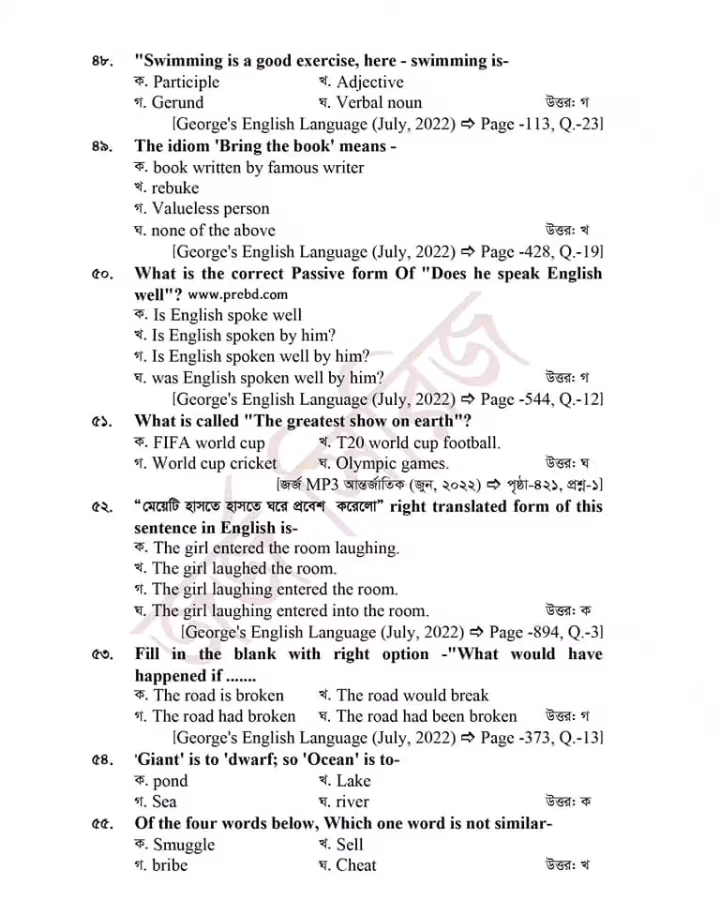 ৪৮. "Swimming is a good exercise, here - swimming is-
ক. Participle খ. Adjective
গ. Gerund ঘ. Verbal noun উত্তরঃ গ
[George's English Language (July, 2022) ➩ Page -113, Q.-23]
৪৯. The idiom 'Bring the book' means -
ক. book written by famous writer
খ. rebuke
গ. Valueless person
ঘ. none of the above উত্তরঃ খ
[George's English Language (July, 2022) ➩ Page -428, Q.-19]
৫০. What is the correct Passive form Of "Does he speak English
well"? www.prebd.com
ক. Is English spoke well
খ. Is English spoken by him?
গ. Is English spoken well by him?
ঘ. was English spoken well by him? উত্তরঃ গ
[George's English Language (July, 2022) ➩ Page -544, Q.-12]
৫১. What is called "The greatest show on earth"?
ক. FIFA world cup খ. T20 world cup football.
গ. World cup cricket ঘ. Olympic games. উত্তরঃ ঘ
[জর্জ MP3 আন্তর্জাতিক (জুন, ২০২২) ➩ পৃষ্ঠা-৪২১, প্রশ্ন-১]
৫২. “মেয়েটি হাসতে হাসতে ঘরে প্রবেশ করেলো” right translated form of this
sentence in English is-
ক. The girl entered the room laughing.
খ. The girl laughed the room.
গ. The girl laughing entered the room.
ঘ. The girl laughing entered into the room. উত্তরঃ ক
[George's English Language (July, 2022) ➩ Page -894, Q.-3]
৫৩. Fill in the blank with right option -"What would have
happened if .......
ক. The road is broken খ. The road would break
গ. The road had broken ঘ. The road had been broken উত্তরঃ গ
[George's English Language (July, 2022) ➩ Page -373, Q.-13]
৫৪. 'Giant' is to 'dwarf; so 'Ocean' is to-
ক. pond খ. Lake
গ. Sea ঘ. river উত্তরঃ ক
৫৫. Of the four words below, Which one word is not similar-
ক. Smuggle খ. Sell
গ. bribe ঘ. Cheat উত্তরঃ খ
জর্জ সিরিজ